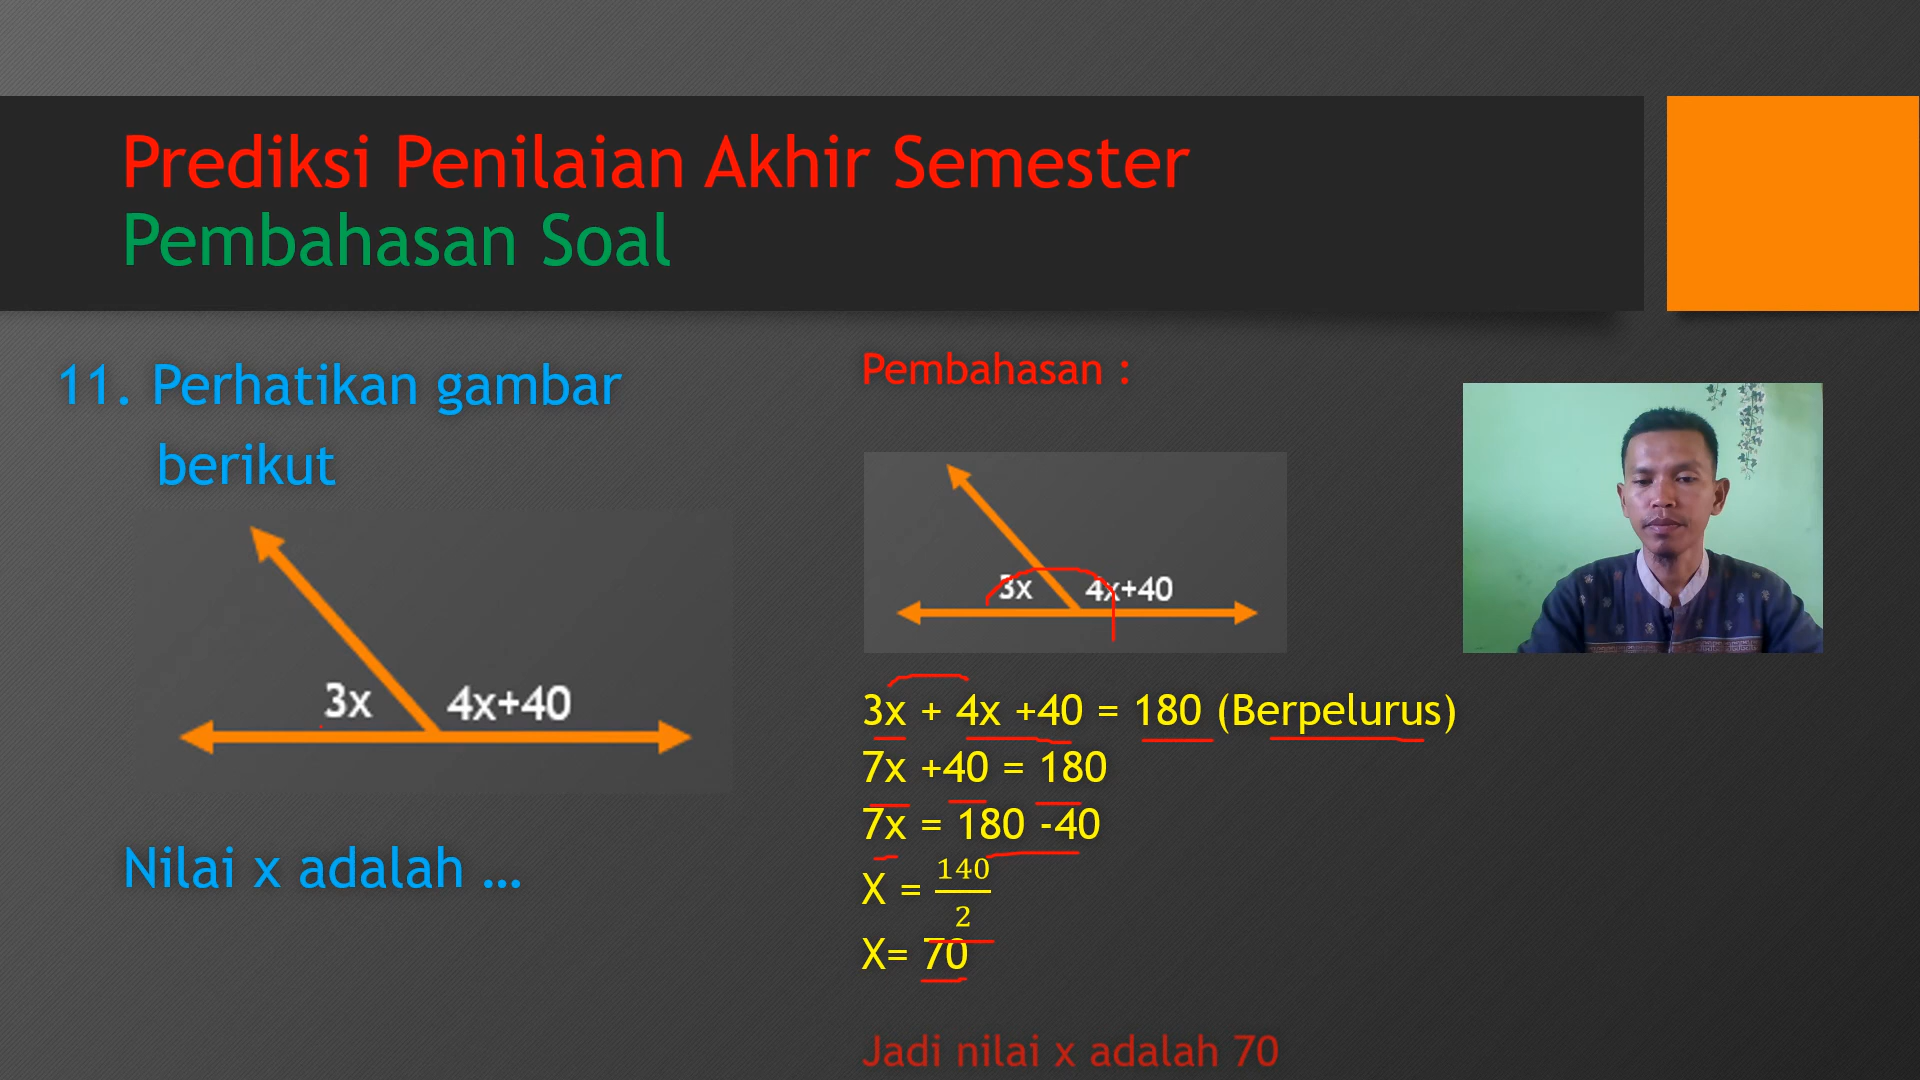 Prediksi Penilaian Akhir Semester
Pembahasan Soal
11. Perhatikan gambar
berikut
3x 4x+40
Nilai x adalah ...
Pembahasan :
3x 4x+40
3x + 4x +40 = 180 (Berpelurus)
7x +40 = 180
7x = 180 -40
X = 140/2
X= 70
Jadi nilai x adalah 70